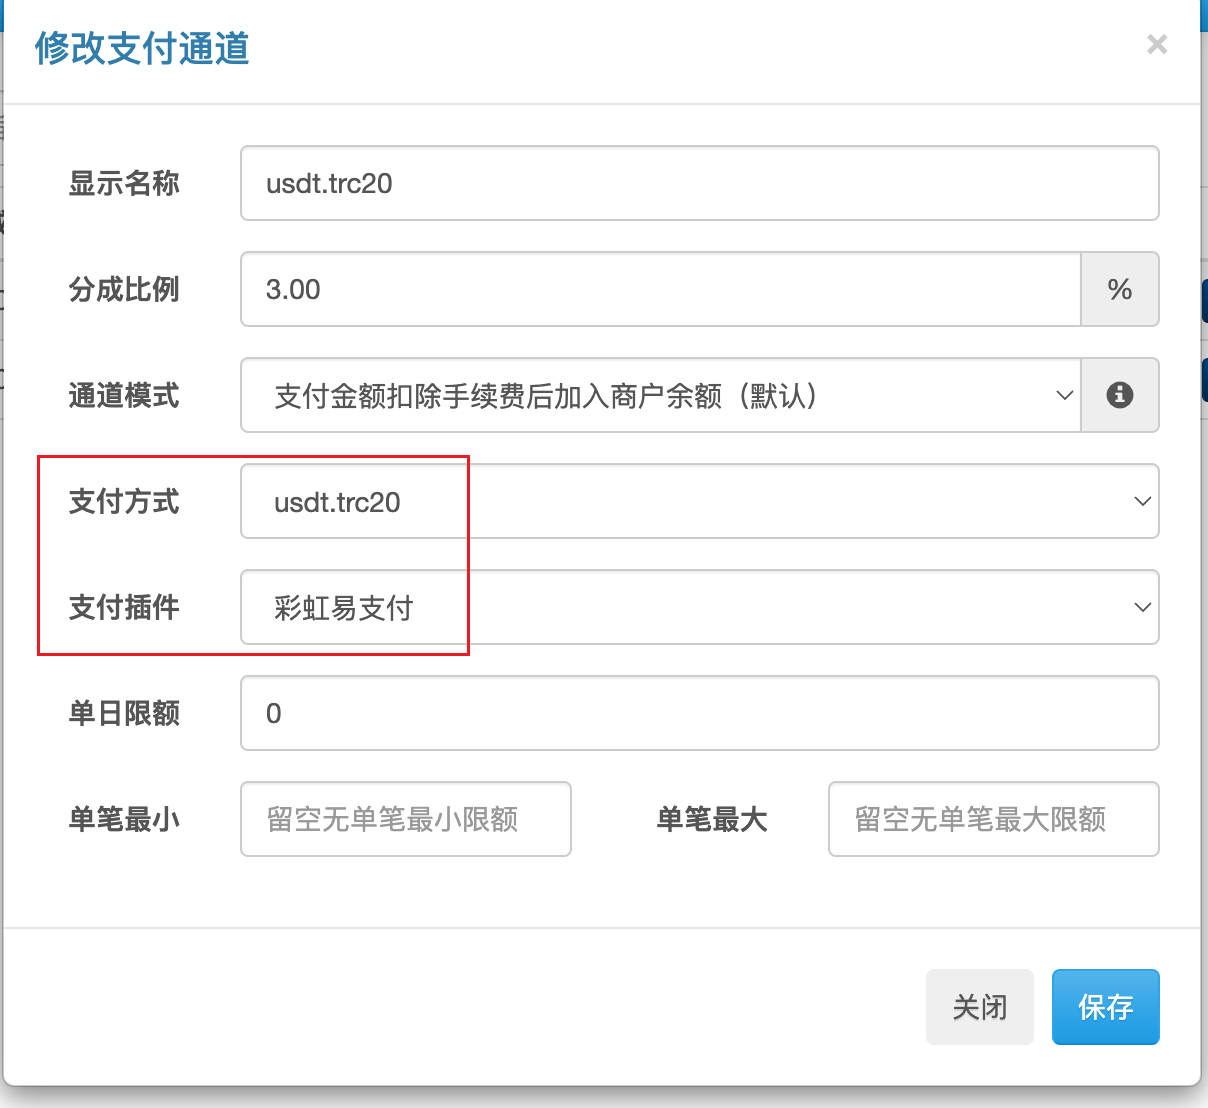 修改支付通道
×
显示名称 usdt.trc20
分成比例 3.00 %
通道模式 支付金额扣除手续费后加入商户余额（默认）
支付方式 usdt.trc20
支付插件 彩虹易支付
单日限额 0
单笔最小 留空无单笔最小限额 单笔最大 留空无单笔最大限额
关闭 保存